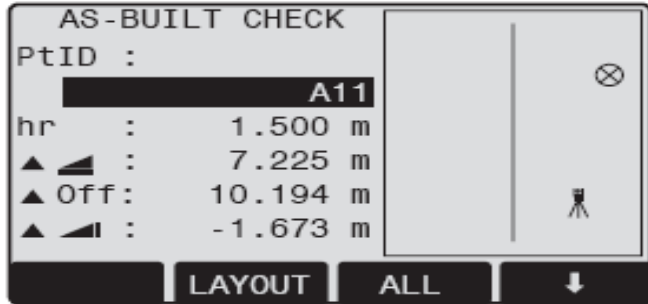 AS-BUILT CHECK
PtID :
A11
hr : 1.500 m
▲ : 7.225 m
▲ Off: 10.194 m
▲ : -1.673 m
LAYOUT ALL